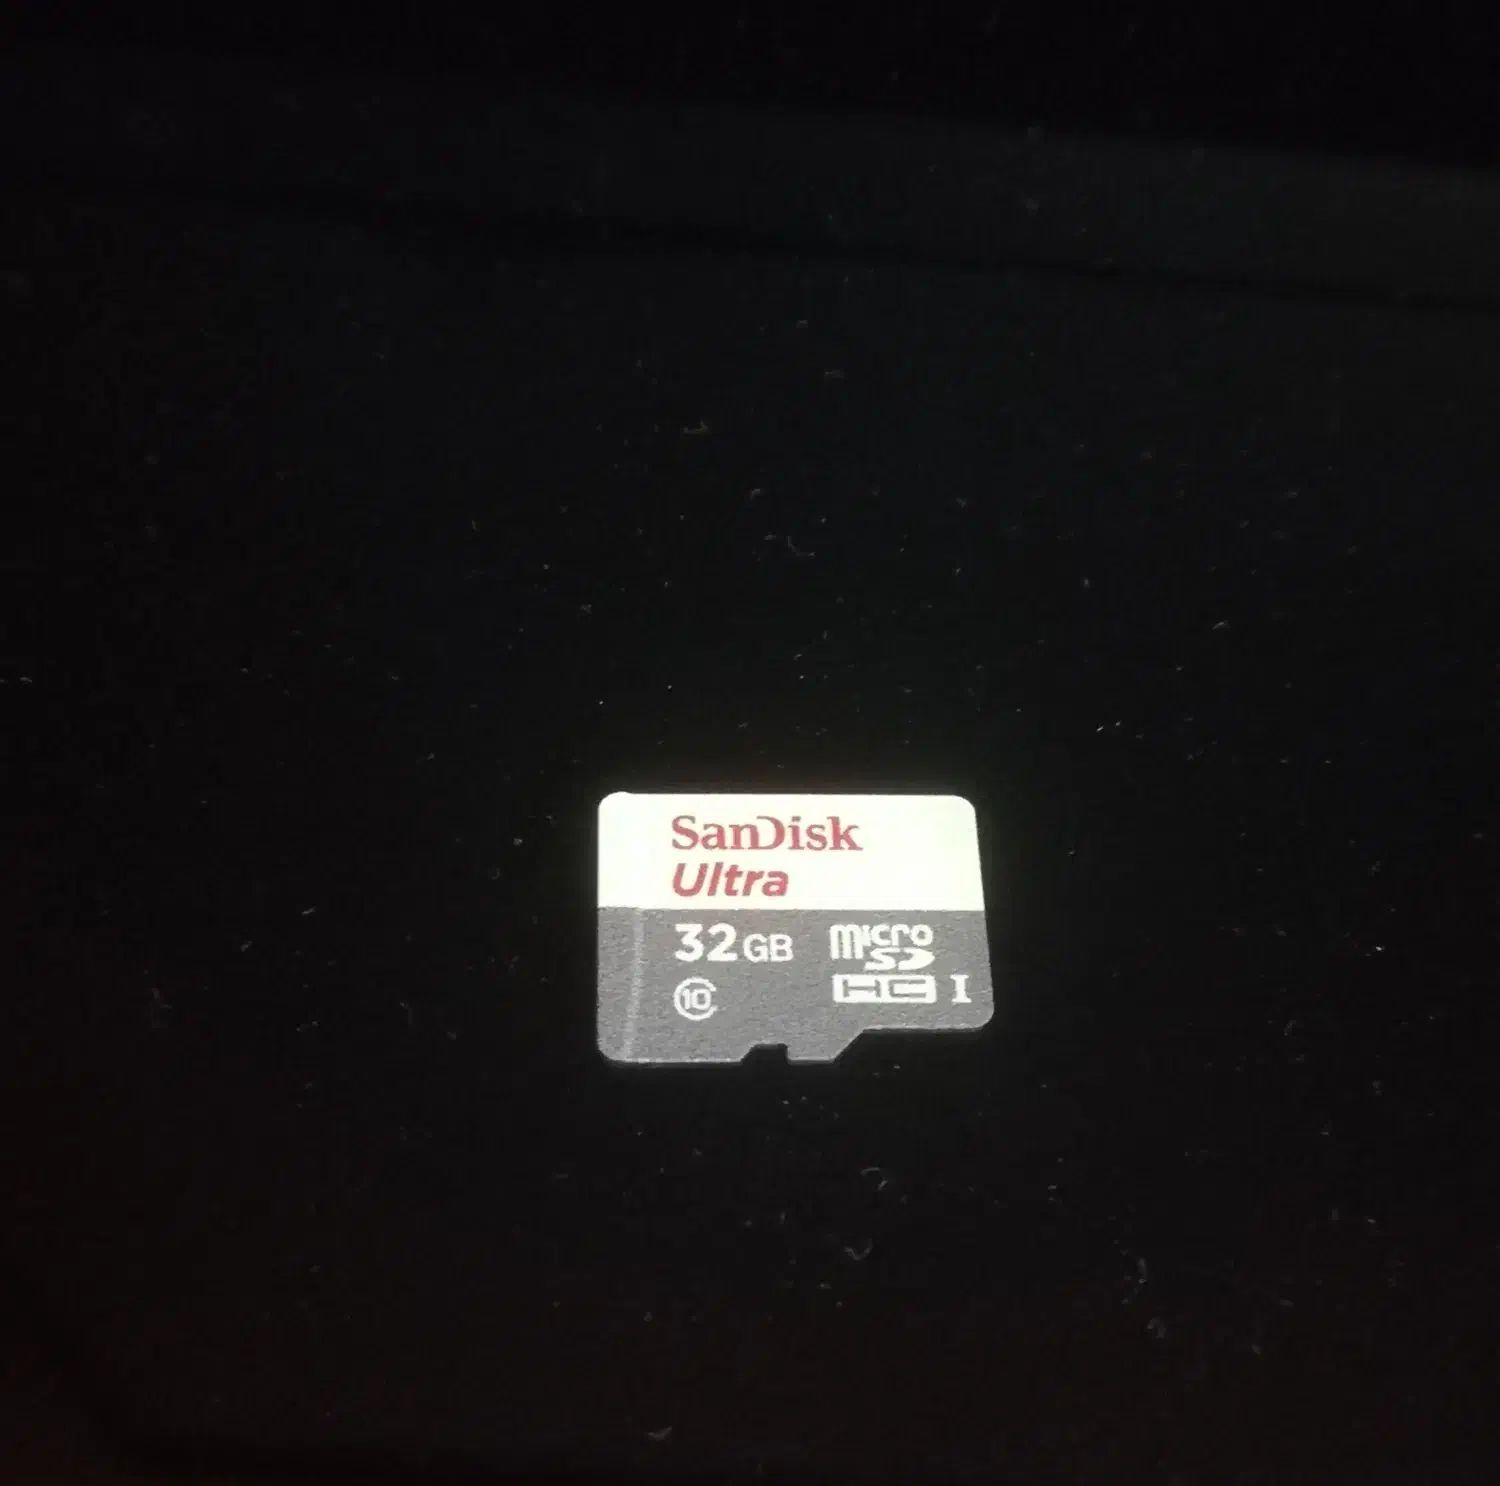 SanDisk
Ultra
32GB
micro
SD
HC I
10